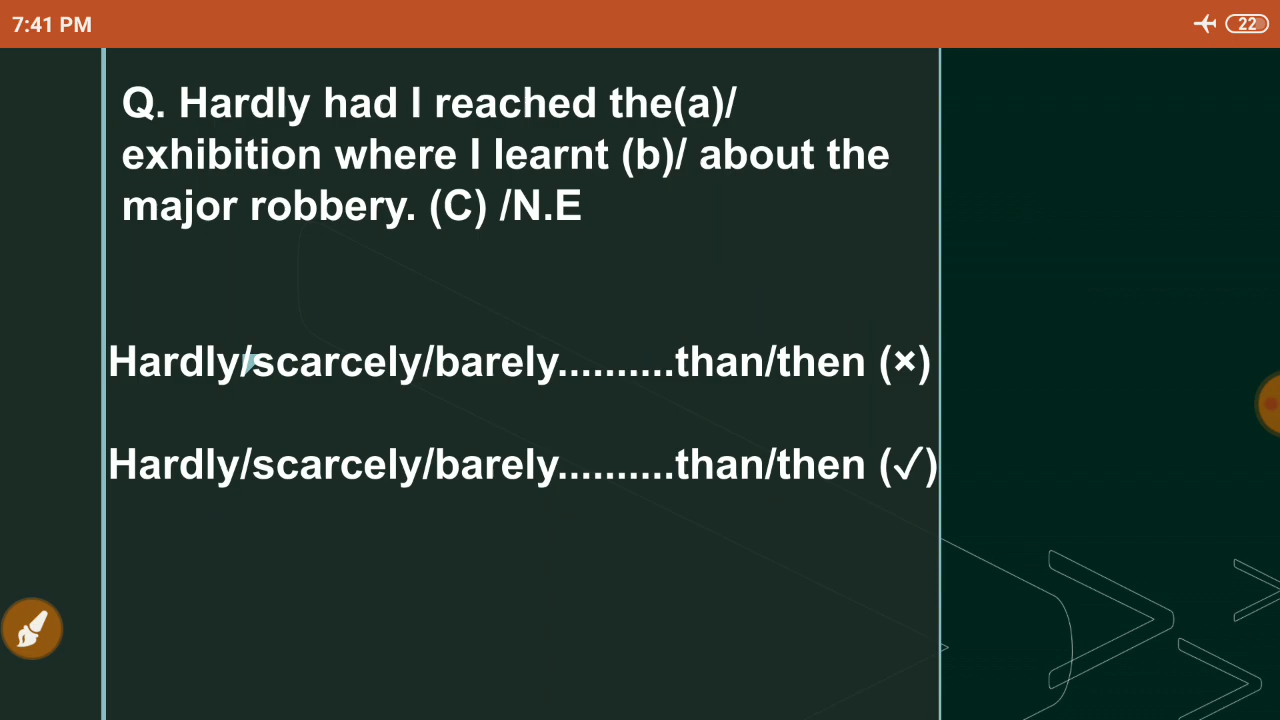 7:41 PM
22
Q. Hardly had I reached the(a)/
exhibition where I learnt (b)/ about the
major robbery. (C) /N.E
Hardly/scarcely/barely..........than/then (×)
Hardly/scarcely/barely..........than/then (✓)